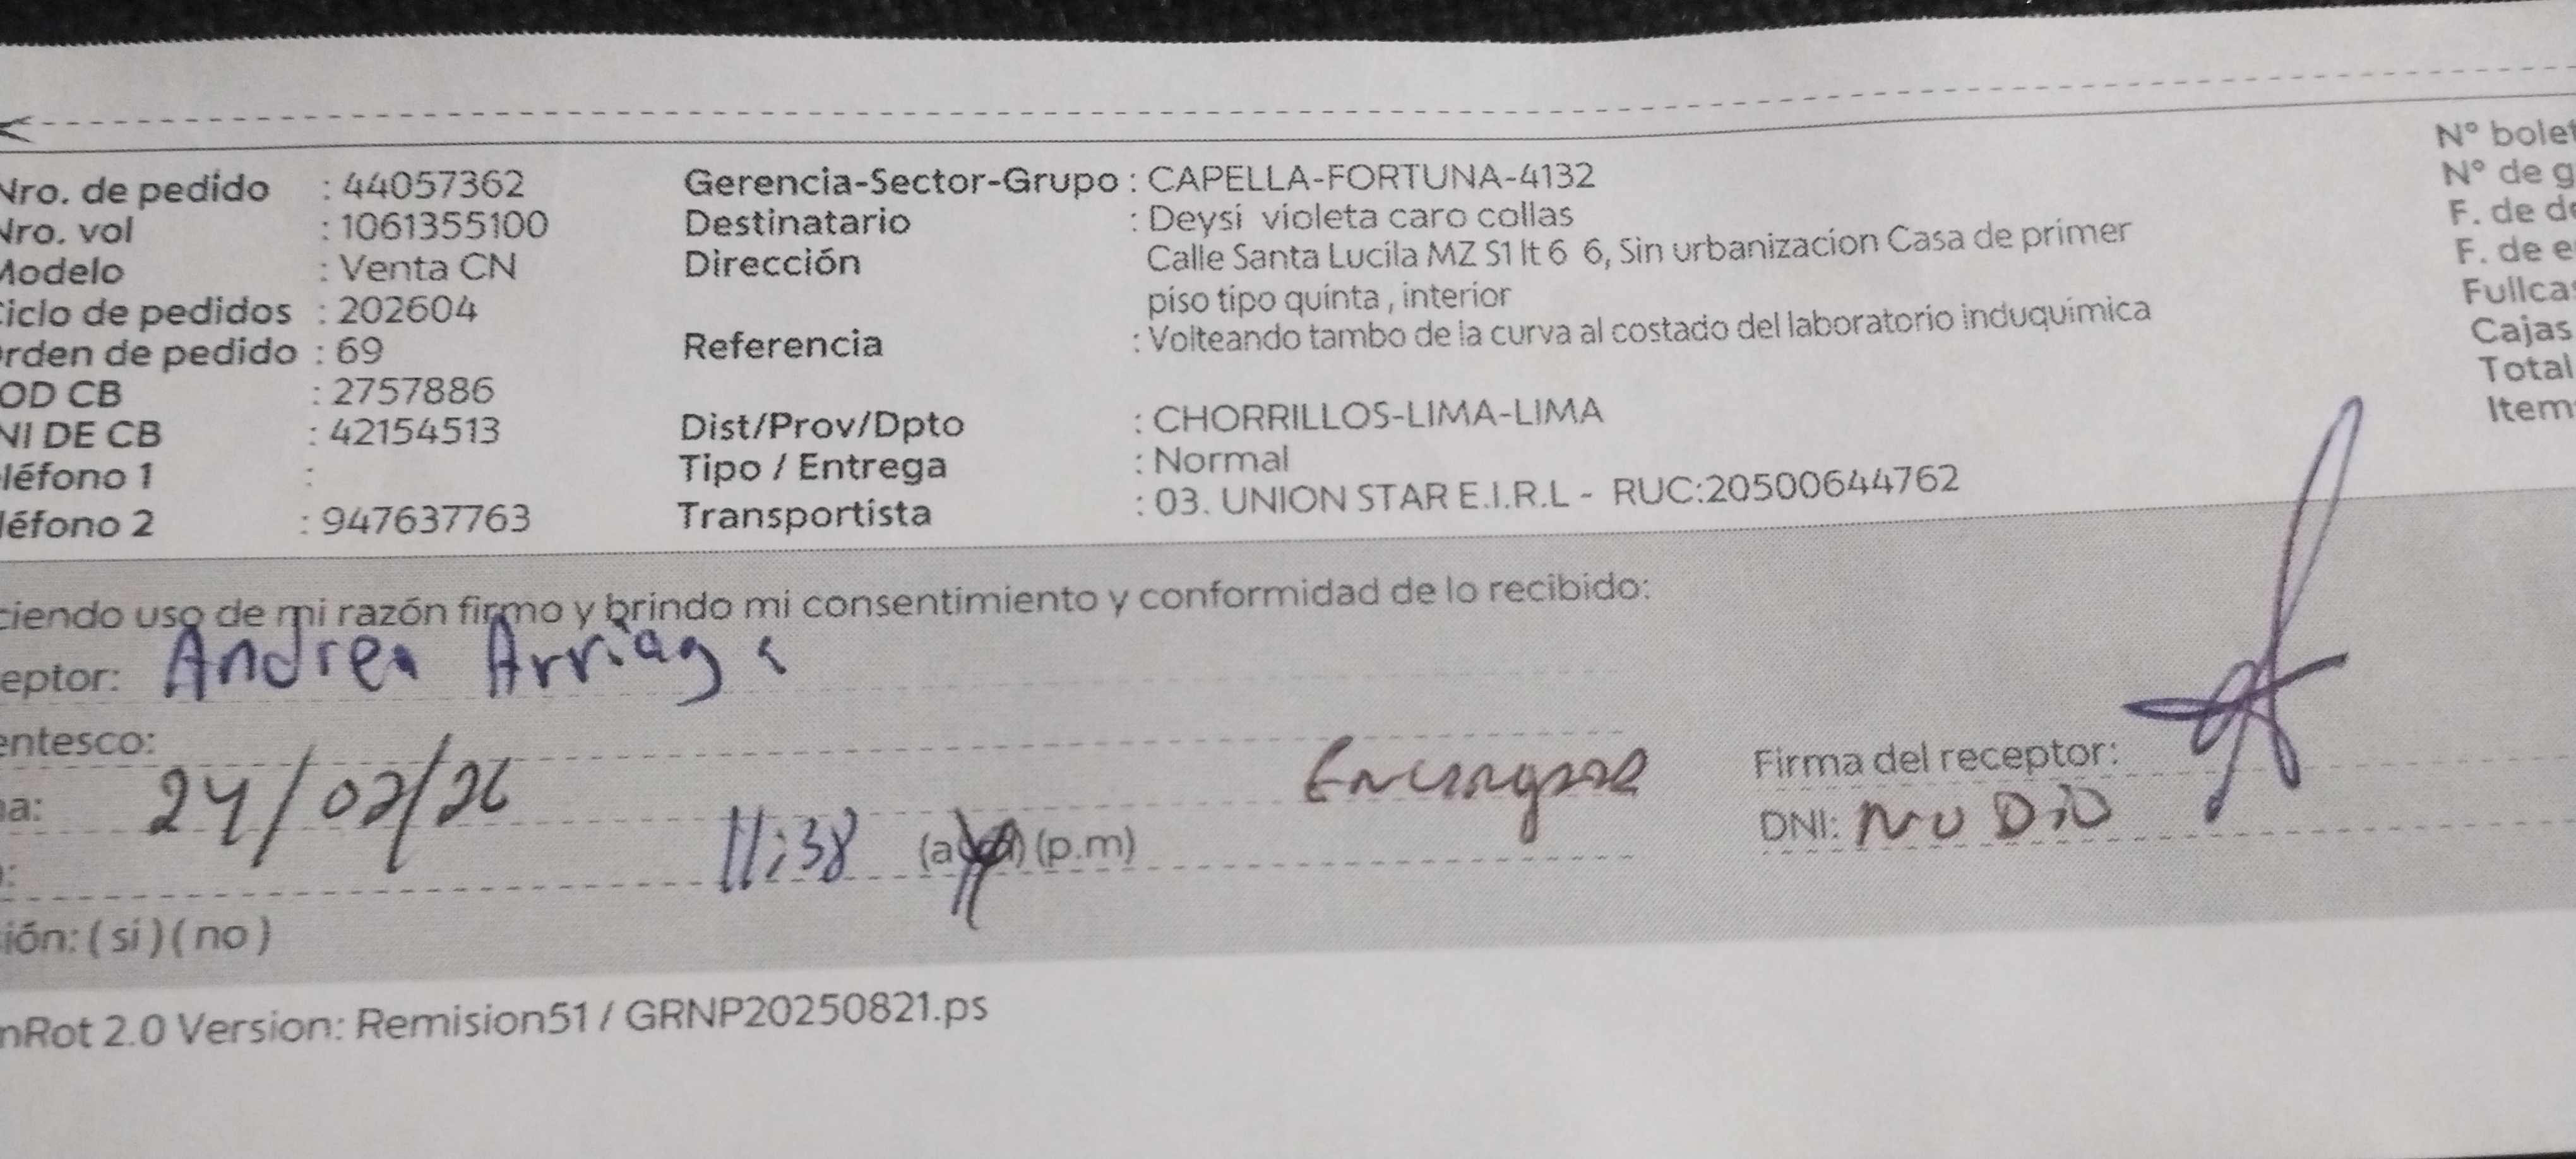 Nro. de pedido : 44057362
Nro. vol : 1061355100
Modelo : Venta CN
Ciclo de pedidos : 202604
Orden de pedido : 69
OD CB : 2757886
NI DE CB : 42154513
léfono 1 :
léfono 2 : 947637763
Gerencia-Sector-Grupo : CAPELLA-FORTUNA-4132
Destinatario : Deysi violeta caro collas
Dirección Calle Santa Lucila MZ S1 lt 6 6, Sin urbanizacion Casa de primer
piso tipo quinta , interior
Referencia : Volteando tambo de la curva al costado del laboratorio induquimica
Dist/Prov/Dpto : CHORRILLOS-LIMA-LIMA
Tipo / Entrega : Normal
Transportista : 03. UNION STAR E.I.R.L - RUC:20500644762
N° bolet
N° de g
F. de de
F. de e
Fullcas
Cajas
Total
Item
ciendo uso de mi razón firmo y brindo mi consentimiento y conformidad de lo recibido:
eptor: Andrea Arriaga
entesco:
na: 24/02/26
11:38 (a.m) (p.m)
Firma del receptor:
DNI: NO DIO
ión: ( si ) ( no )
nRot 2.0 Version: Remision51 / GRNP20250821.ps